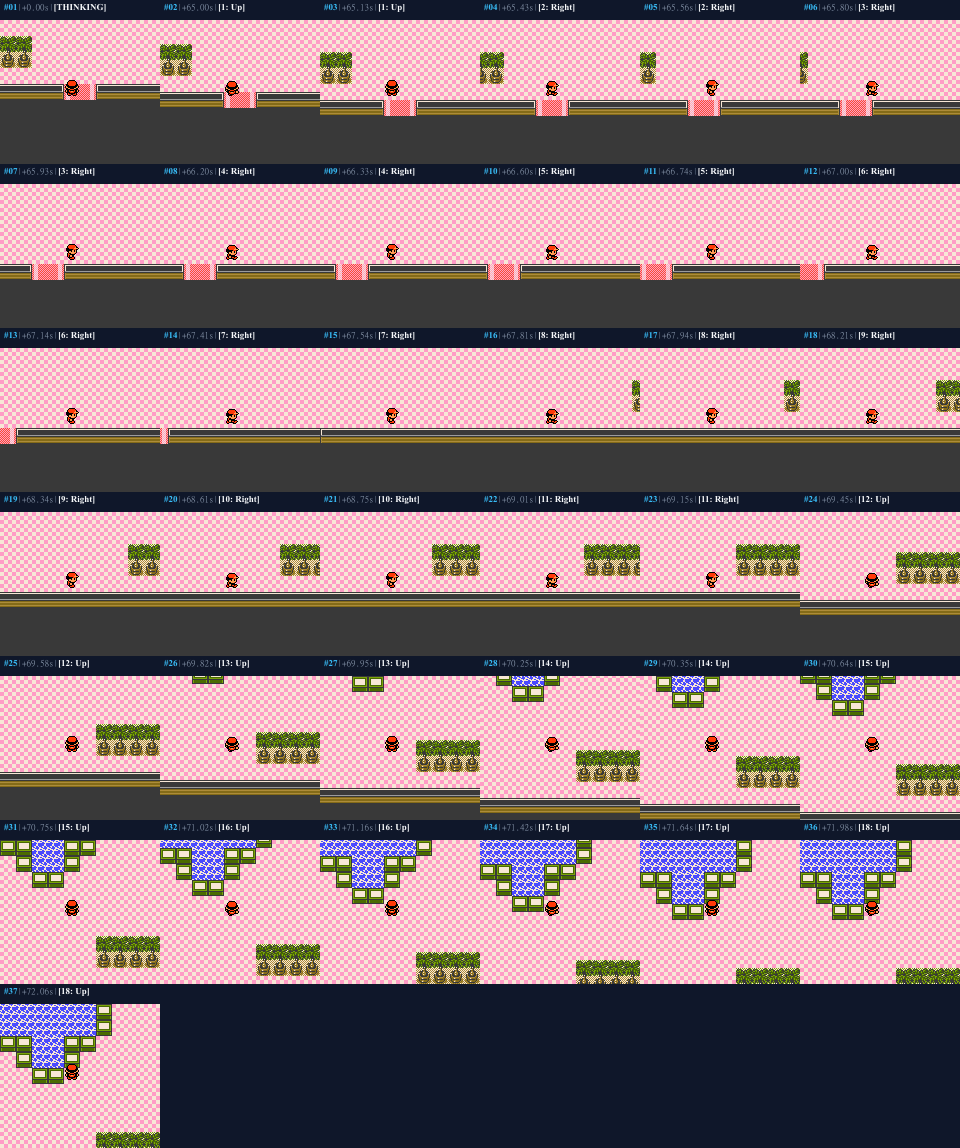 #01|+0.00s|[THINKING]
#02|+65.00s|[1: Up]
#03|+65.13s|[1: Up]
#04|+65.43s|[2: Right]
#05|+65.56s|[2: Right]
#06|+65.80s|[3: Right]
#07|+65.93s|[3: Right]
#08|+66.20s|[4: Right]
#09|+66.33s|[4: Right]
#10|+66.60s|[5: Right]
#11|+66.74s|[5: Right]
#12|+67.00s|[6: Right]
#13|+67.14s|[6: Right]
#14|+67.41s|[7: Right]
#15|+67.54s|[7: Right]
#16|+67.81s|[8: Right]
#17|+67.94s|[8: Right]
#18|+68.21s|[9: Right]
#19|+68.34s|[9: Right]
#20|+68.61s|[10: Right]
#21|+68.75s|[10: Right]
#22|+69.01s|[11: Right]
#23|+69.15s|[11: Right]
#24|+69.45s|[12: Up]
#25|+69.58s|[12: Up]
#26|+69.82s|[13: Up]
#27|+69.95s|[13: Up]
#28|+70.25s|[14: Up]
#29|+70.35s|[14: Up]
#30|+70.64s|[15: Up]
#31|+70.75s|[15: Up]
#32|+71.02s|[16: Up]
#33|+71.16s|[16: Up]
#34|+71.42s|[17: Up]
#35|+71.64s|[17: Up]
#36|+71.98s|[18: Up]
#37|+72.06s|[18: Up]